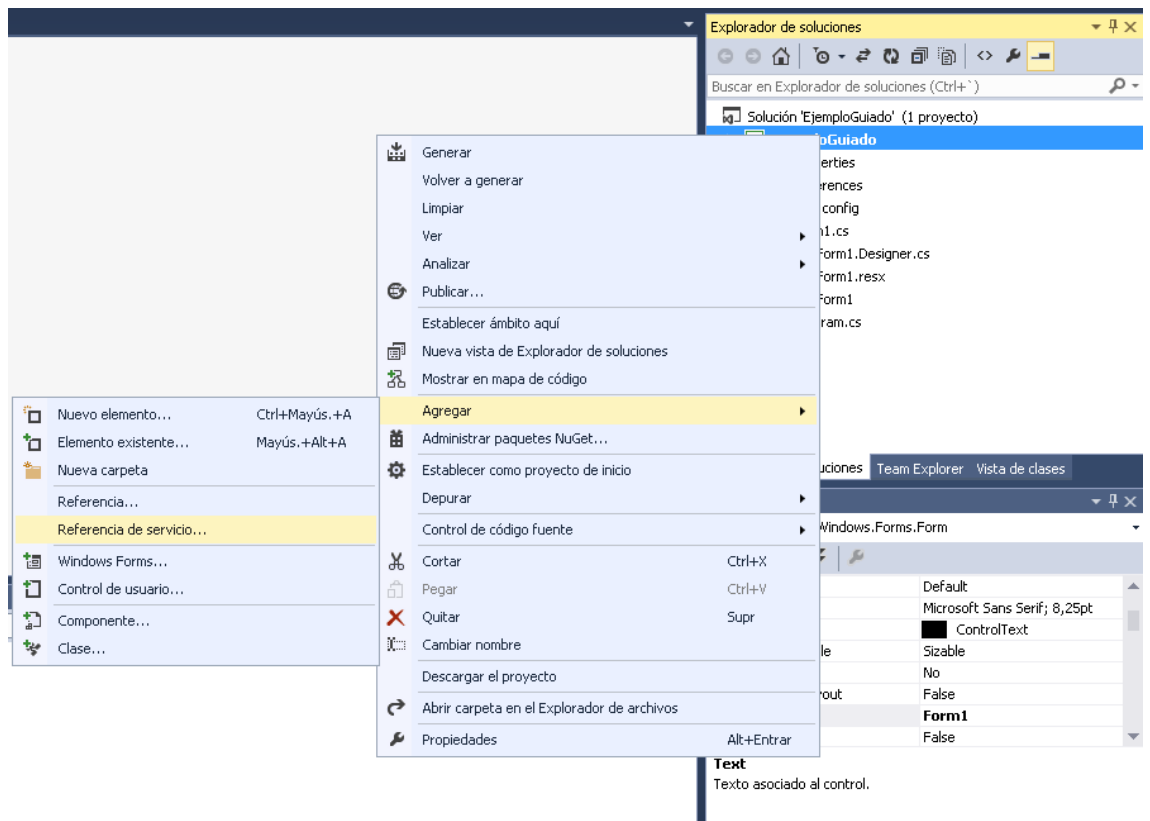 Explorador de soluciones
Buscar en Explorador de soluciones (Ctrl+`)
Solución 'EjemploGuiado' (1 proyecto)
oGuiado
erties
rences
config
n1.cs
Form1.Designer.cs
Form1.resx
Form1
ram.cs
Generar
Volver a generar
Limpiar
Ver
Analizar
Publicar...
Establecer ámbito aquí
Nueva vista de Explorador de soluciones
Mostrar en mapa de código
Agregar
Administrar paquetes NuGet...
Establecer como proyecto de inicio
Depurar
Control de código fuente
Cortar Ctrl+X
Pegar Ctrl+V
Quitar Supr
Cambiar nombre
Descargar el proyecto
Abrir carpeta en el Explorador de archivos
Propiedades Alt+Entrar
Nuevo elemento... Ctrl+Mayús.+A
Elemento existente... Mayús.+Alt+A
Nueva carpeta
Referencia...
Referencia de servicio...
Windows Forms...
Control de usuario...
Componente...
Clase...
uciones Team Explorer Vista de clases
Windows.Forms.Form
Default
Microsoft Sans Serif; 8,25pt
ControlText
le Sizable
No
out False
Form1
False
Text
Texto asociado al control.